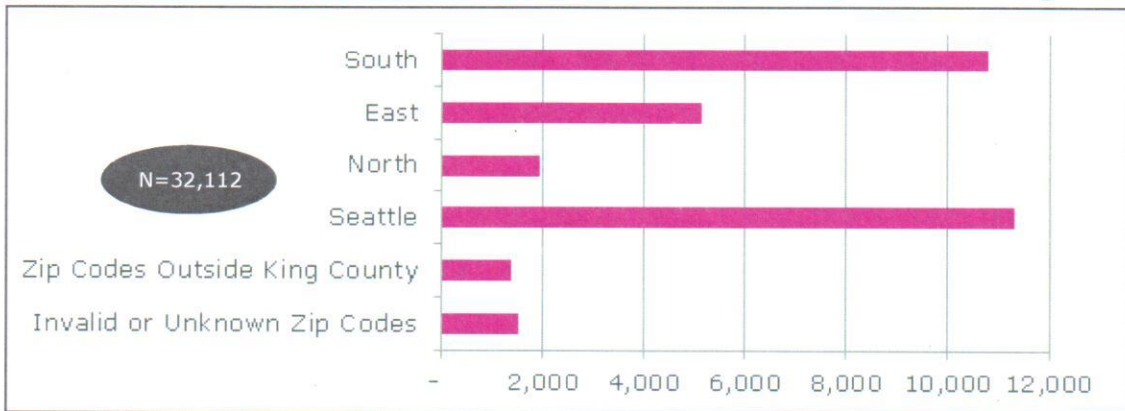 South
East
North
N=32,112
Seattle
Zip Codes Outside King County
Invalid or Unknown Zip Codes
- 2,000 4,000 6,000 8,000 10,000 12,000